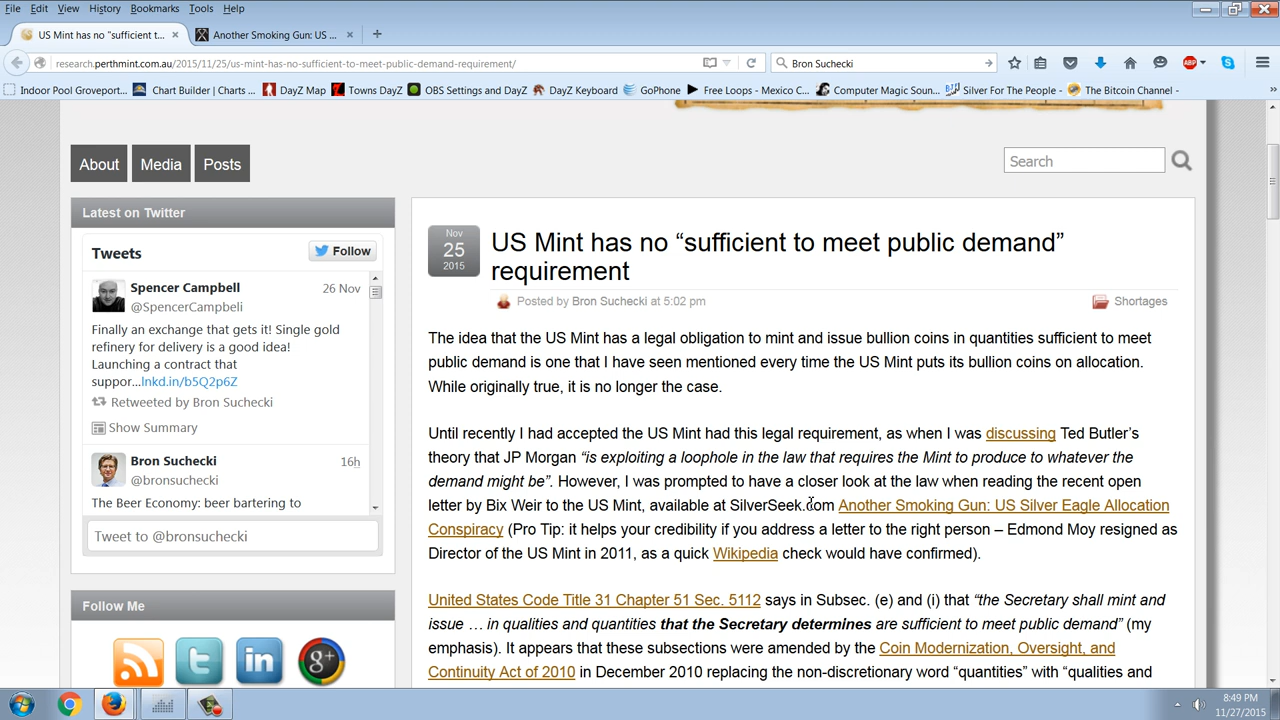 File Edit View History Bookmarks Tools Help
US Mint has no "sufficient t... × Another Smoking Gun: US ... × +
research.perthmint.com.au/2015/11/25/us-mint-has-no-sufficient-to-meet-public-demand-requirement/ Bron Suchecki
Indoor Pool Groveport... Chart Builder | Charts ... DayZ Map Towns DayZ OBS Settings and DayZ DayZ Keyboard GoPhone Free Loops - Mexico C... Computer Magic Soun... Silver For The People - The Bitcoin Channel - »
About Media Posts
Search
Latest on Twitter
Tweets Follow
Spencer Campbell 26 Nov
@SpencerCampbell
Finally an exchange that gets it! Single gold
refinery for delivery is a good idea!
Launching a contract that
suppor...lnkd.in/b5Q2p6Z
Retweeted by Bron Suchecki
Show Summary
Bron Suchecki 16h
@bronsuchecki
The Beer Economy: beer bartering to
Tweet to @bronsuchecki
Follow Me
Nov
25
2015
US Mint has no “sufficient to meet public demand”
requirement
Posted by Bron Suchecki at 5:02 pm Shortages
The idea that the US Mint has a legal obligation to mint and issue bullion coins in quantities sufficient to meet
public demand is one that I have seen mentioned every time the US Mint puts its bullion coins on allocation.
While originally true, it is no longer the case.
Until recently I had accepted the US Mint had this legal requirement, as when I was discussing Ted Butler’s
theory that JP Morgan “is exploiting a loophole in the law that requires the Mint to produce to whatever the
demand might be”. However, I was prompted to have a closer look at the law when reading the recent open
letter by Bix Weir to the US Mint, available at SilverSeek.com Another Smoking Gun: US Silver Eagle Allocation
Conspiracy (Pro Tip: it helps your credibility if you address a letter to the right person – Edmond Moy resigned as
Director of the US Mint in 2011, as a quick Wikipedia check would have confirmed).
United States Code Title 31 Chapter 51 Sec. 5112 says in Subsec. (e) and (i) that “the Secretary shall mint and
issue … in qualities and quantities that the Secretary determines are sufficient to meet public demand” (my
emphasis). It appears that these subsections were amended by the Coin Modernization, Oversight, and
Continuity Act of 2010 in December 2010 replacing the non-discretionary word “quantities” with “qualities and
8:49 PM
11/27/2015